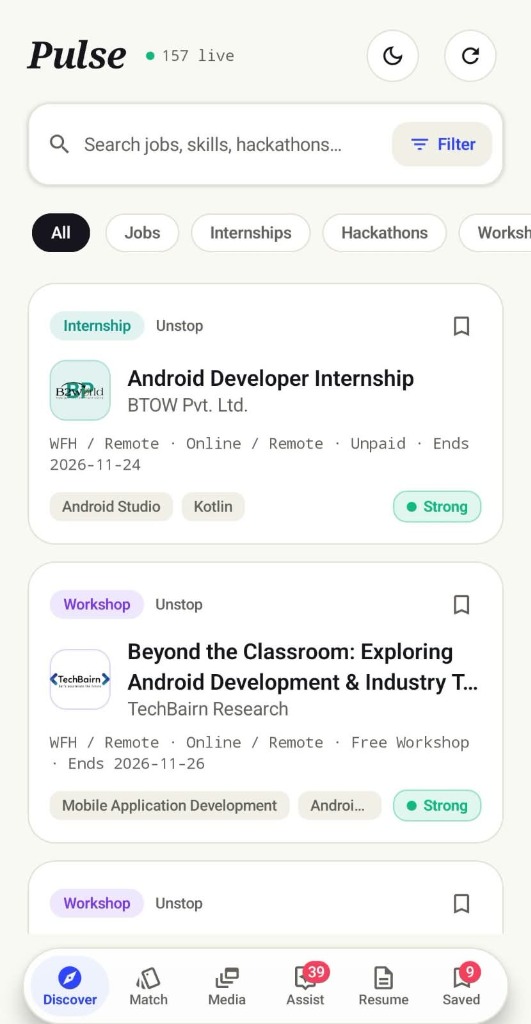 Pulse
157 live
Search jobs, skills, hackathons...
Filter
All
Jobs
Internships
Hackathons
Worksh
Internship
Unstop
Android Developer Internship
BTOW Pvt. Ltd.
WFH / Remote · Online / Remote · Unpaid · Ends
2026-11-24
Android Studio
Kotlin
Strong
Workshop
Unstop
TechBairn
Beyond the Classroom: Exploring
Android Development & Industry T...
TechBairn Research
WFH / Remote · Online / Remote · Free Workshop
· Ends 2026-11-26
Mobile Application Development
Androi...
Strong
Workshop
Unstop
Discover
Match
Media
39
Assist
Resume
9
Saved